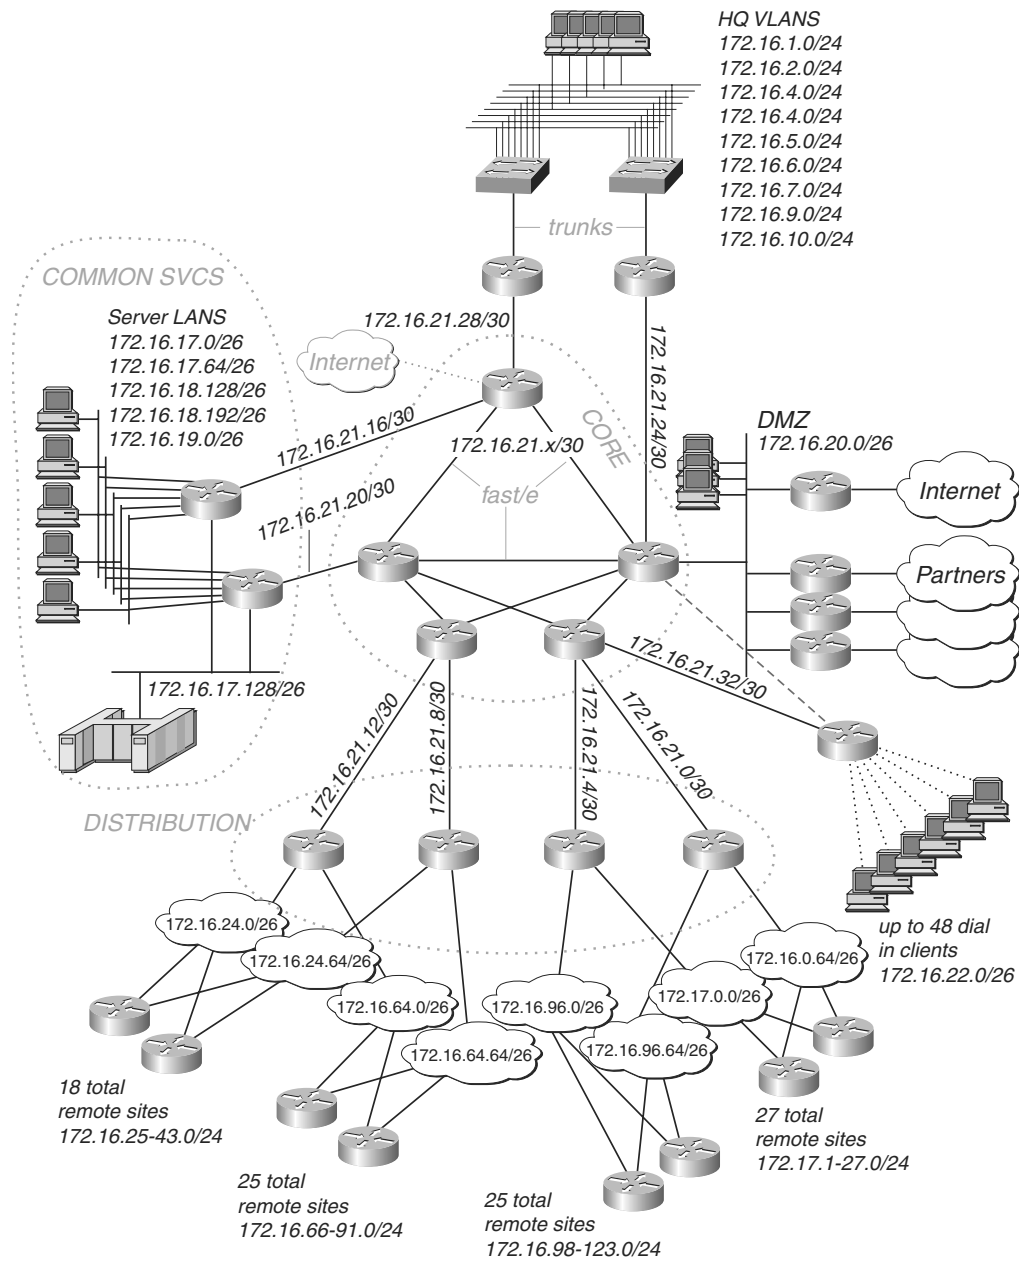 HQ VLANS
172.16.1.0/24
172.16.2.0/24
172.16.4.0/24
172.16.4.0/24
172.16.5.0/24
172.16.6.0/24
172.16.7.0/24
172.16.9.0/24
172.16.10.0/24
trunks
COMMON SVCS
Server LANS
172.16.17.0/26
172.16.17.64/26
172.16.18.128/26
172.16.18.192/26
172.16.19.0/26
172.16.21.28/30
Internet
172.16.21.24/30
CORE
172.16.21.16/30
172.16.21.x/30
fast/e
172.16.21.20/30
DMZ
172.16.20.0/26
Internet
Partners
172.16.17.128/26
172.16.21.32/30
172.16.21.12/30
172.16.21.8/30
172.16.21.4/30
172.16.21.0/30
DISTRIBUTION
up to 48 dial
in clients
172.16.22.0/26
172.16.24.0/26
172.16.24.64/26
172.16.64.0/26
172.16.64.64/26
172.16.96.0/26
172.16.96.64/26
172.17.0.0/26
172.16.0.64/26
18 total
remote sites
172.16.25-43.0/24
25 total
remote sites
172.16.66-91.0/24
25 total
remote sites
172.16.98-123.0/24
27 total
remote sites
172.17.1-27.0/24